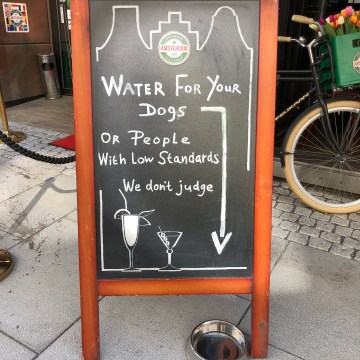 AMSTERDAM
Water For Your
Dogs
or People
With Low Standards
We don't judge